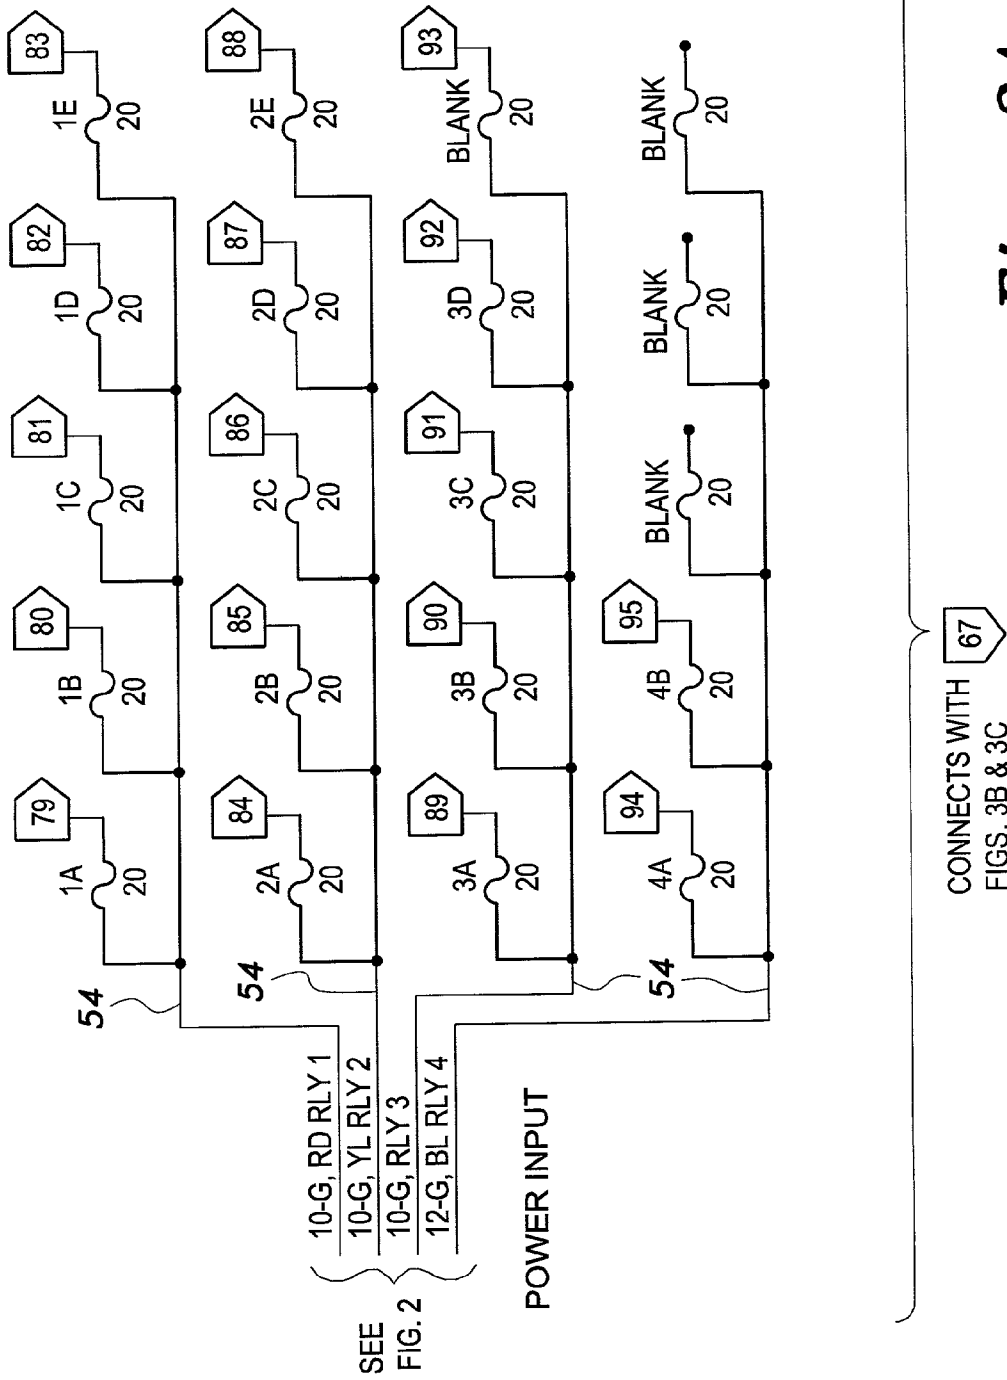 83
1E
20
82
1D
20
81
1C
20
80
1B
20
79
1A
20
54
88
2E
20
87
2D
20
86
2C
20
85
2B
20
84
2A
20
54
93
BLANK
20
92
3D
20
91
3C
20
90
3B
20
89
3A
20
BLANK
20
BLANK
20
BLANK
20
95
4B
20
94
4A
20
54
10-G, RD RLY 1
10-G, YL RLY 2
10-G, RLY 3
12-G, BL RLY 4
SEE
FIG. 2
POWER INPUT
CONNECTS WITH 67
FIGS. 3B & 3C